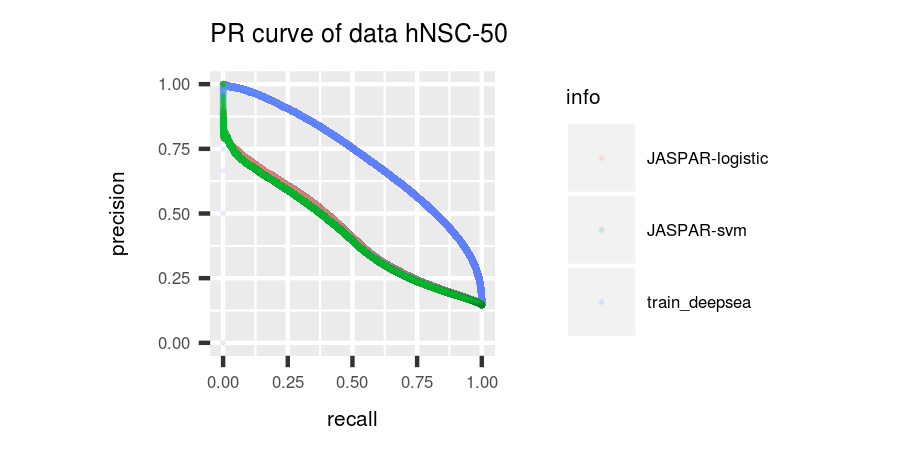 PR curve of data hNSC-50
precision
1.00
0.75
0.50
0.25
0.00
0.00 0.25 0.50 0.75 1.00
recall
info
JASPAR-logistic
JASPAR-svm
train_deepsea